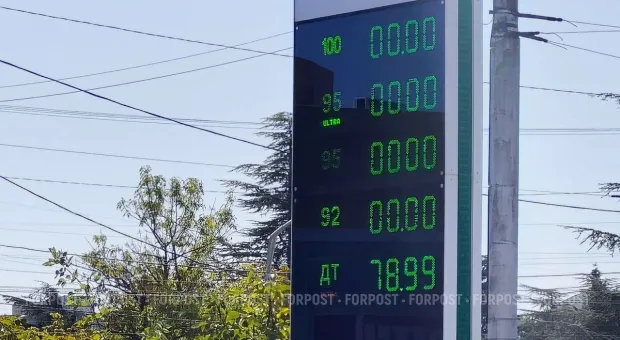 FORPOST
100 00.00
95 00.00
ULTRA
95 00.00
92 00.00
ДТ 78.99
FORPOST • FORPOST • FORPOST • FORPOST • FORPOST • FORPOST • FORPOST